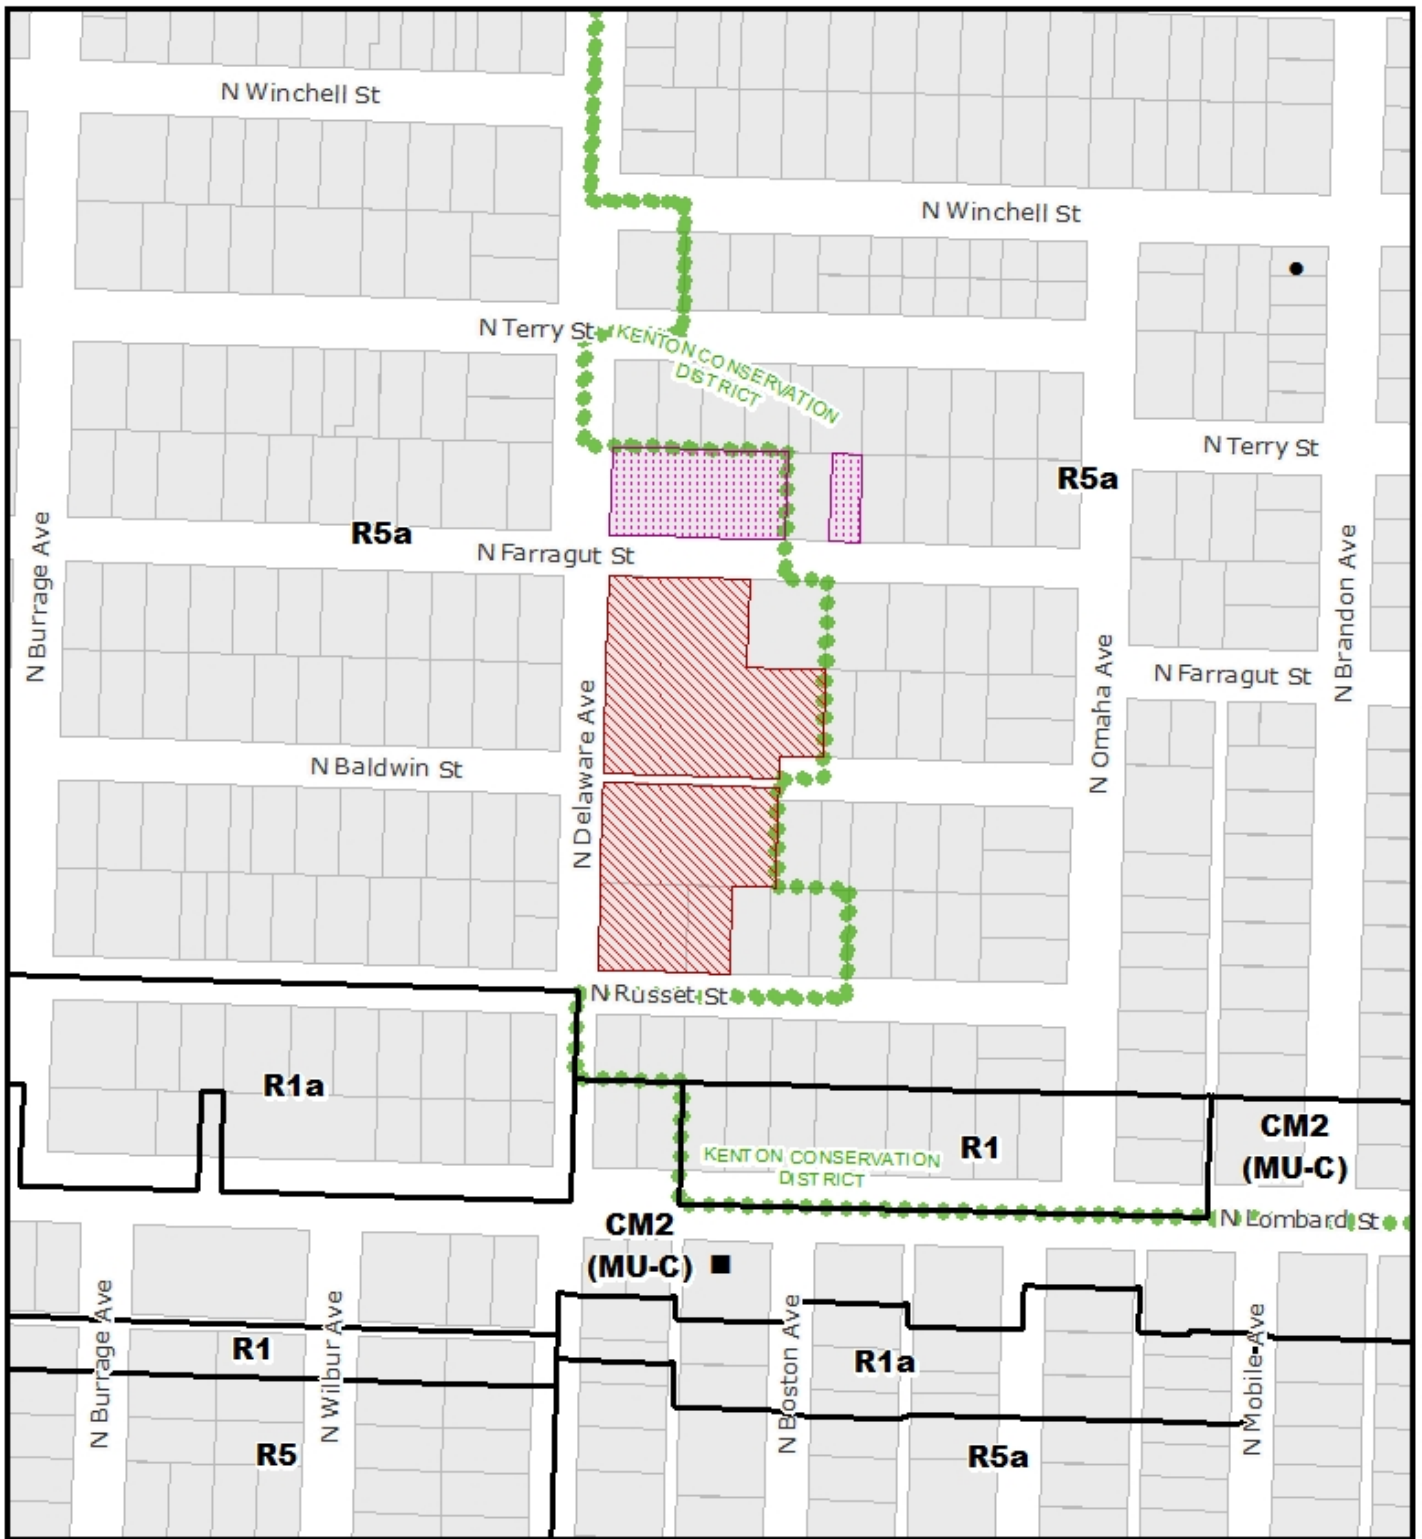 N Winchell St
N Winchell St
N Terry St
KENTON CONSERVATION
DISTRICT
N Terry St
R5a
R5a
N Burrage Ave
N Farragut St
N Brandon Ave
N Omaha Ave
N Farragut St
N Delaware Ave
N Baldwin St
N Russet St
R1a
R1
CM2
(MU-C)
KENTON CONSERVATION
DISTRICT
N Lombard St
CM2
(MU-C)
N Burrage Ave
N Wilbur Ave
N Boston Ave
N Mobile Ave
R1
R1a
R5
R5a